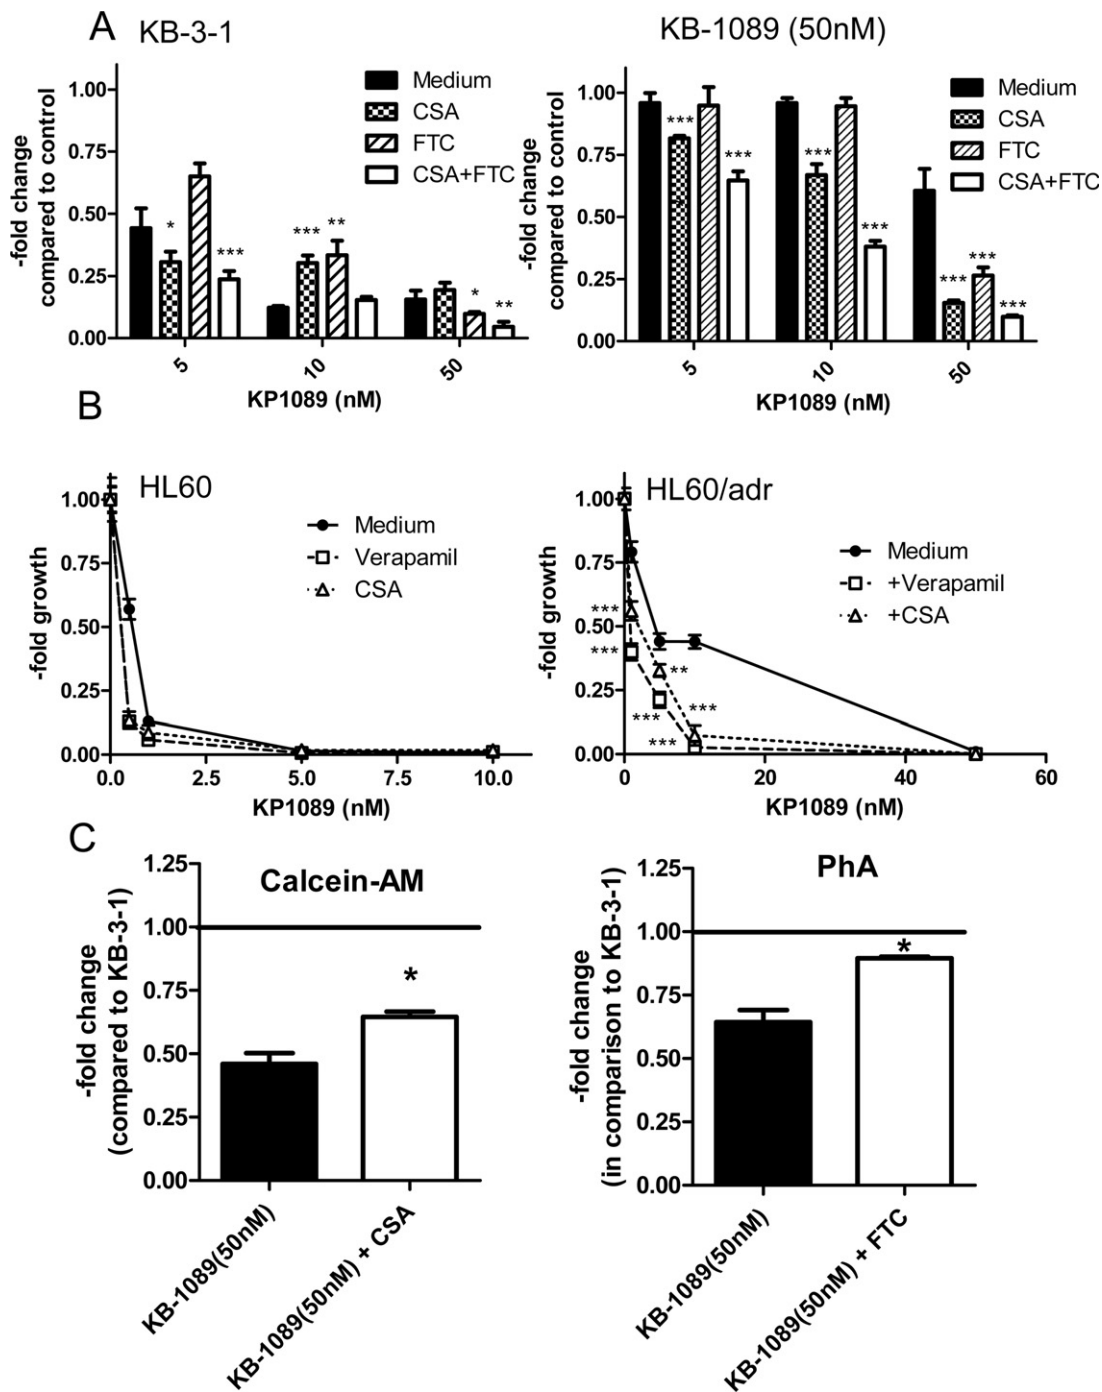 A
KB-3-1
KB-1089 (50nM)
-fold change
compared to control
1.00
0.75
0.50
0.25
0.00
Medium
CSA
FTC
CSA+FTC
*
***
***
**
*
**
5
10
50
KP1089 (nM)
-fold change
compared to control
1.00
0.75
0.50
0.25
0.00
Medium
CSA
FTC
CSA+FTC
***
***
***
***
***
***
***
5
10
50
KP1089 (nM)
B
HL60
-fold growth
1.00
0.75
0.50
0.25
0.00
Medium
Verapamil
CSA
0.0
2.5
5.0
7.5
10.0
KP1089 (nM)
HL60/adr
-fold growth
1.00
0.75
0.50
0.25
0.00
Medium
+Verapamil
+CSA
***
***
**
***
***
***
0
20
40
60
KP1089 (nM)
C
Calcein-AM
-fold change
(compared to KB-3-1)
1.25
1.00
0.75
0.50
0.25
0.00
*
KB-1089(50nM)
KB-1089(50nM) + CSA
PhA
-fold change
(in comparison to KB-3-1)
1.25
1.00
0.75
0.50
0.25
0.00
*
KB-1089(50nM)
KB-1089(50nM) + FTC